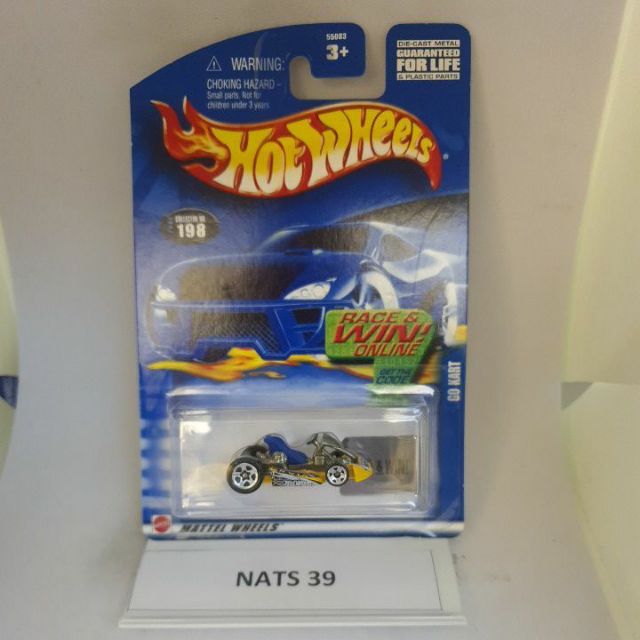 55083
3+
WARNING:
CHOKING HAZARD –
Small parts. Not for
children under 3 years.
DIE-CAST METAL
GUARANTEED
FOR LIFE
& PLASTIC PARTS
HOT WHEELS
COLLECTOR NO.
198
RACE &
WIN!
ONLINE
GET THE
CODE!
GO KART
& WIN!
MATTEL WHEELS
NATS 39